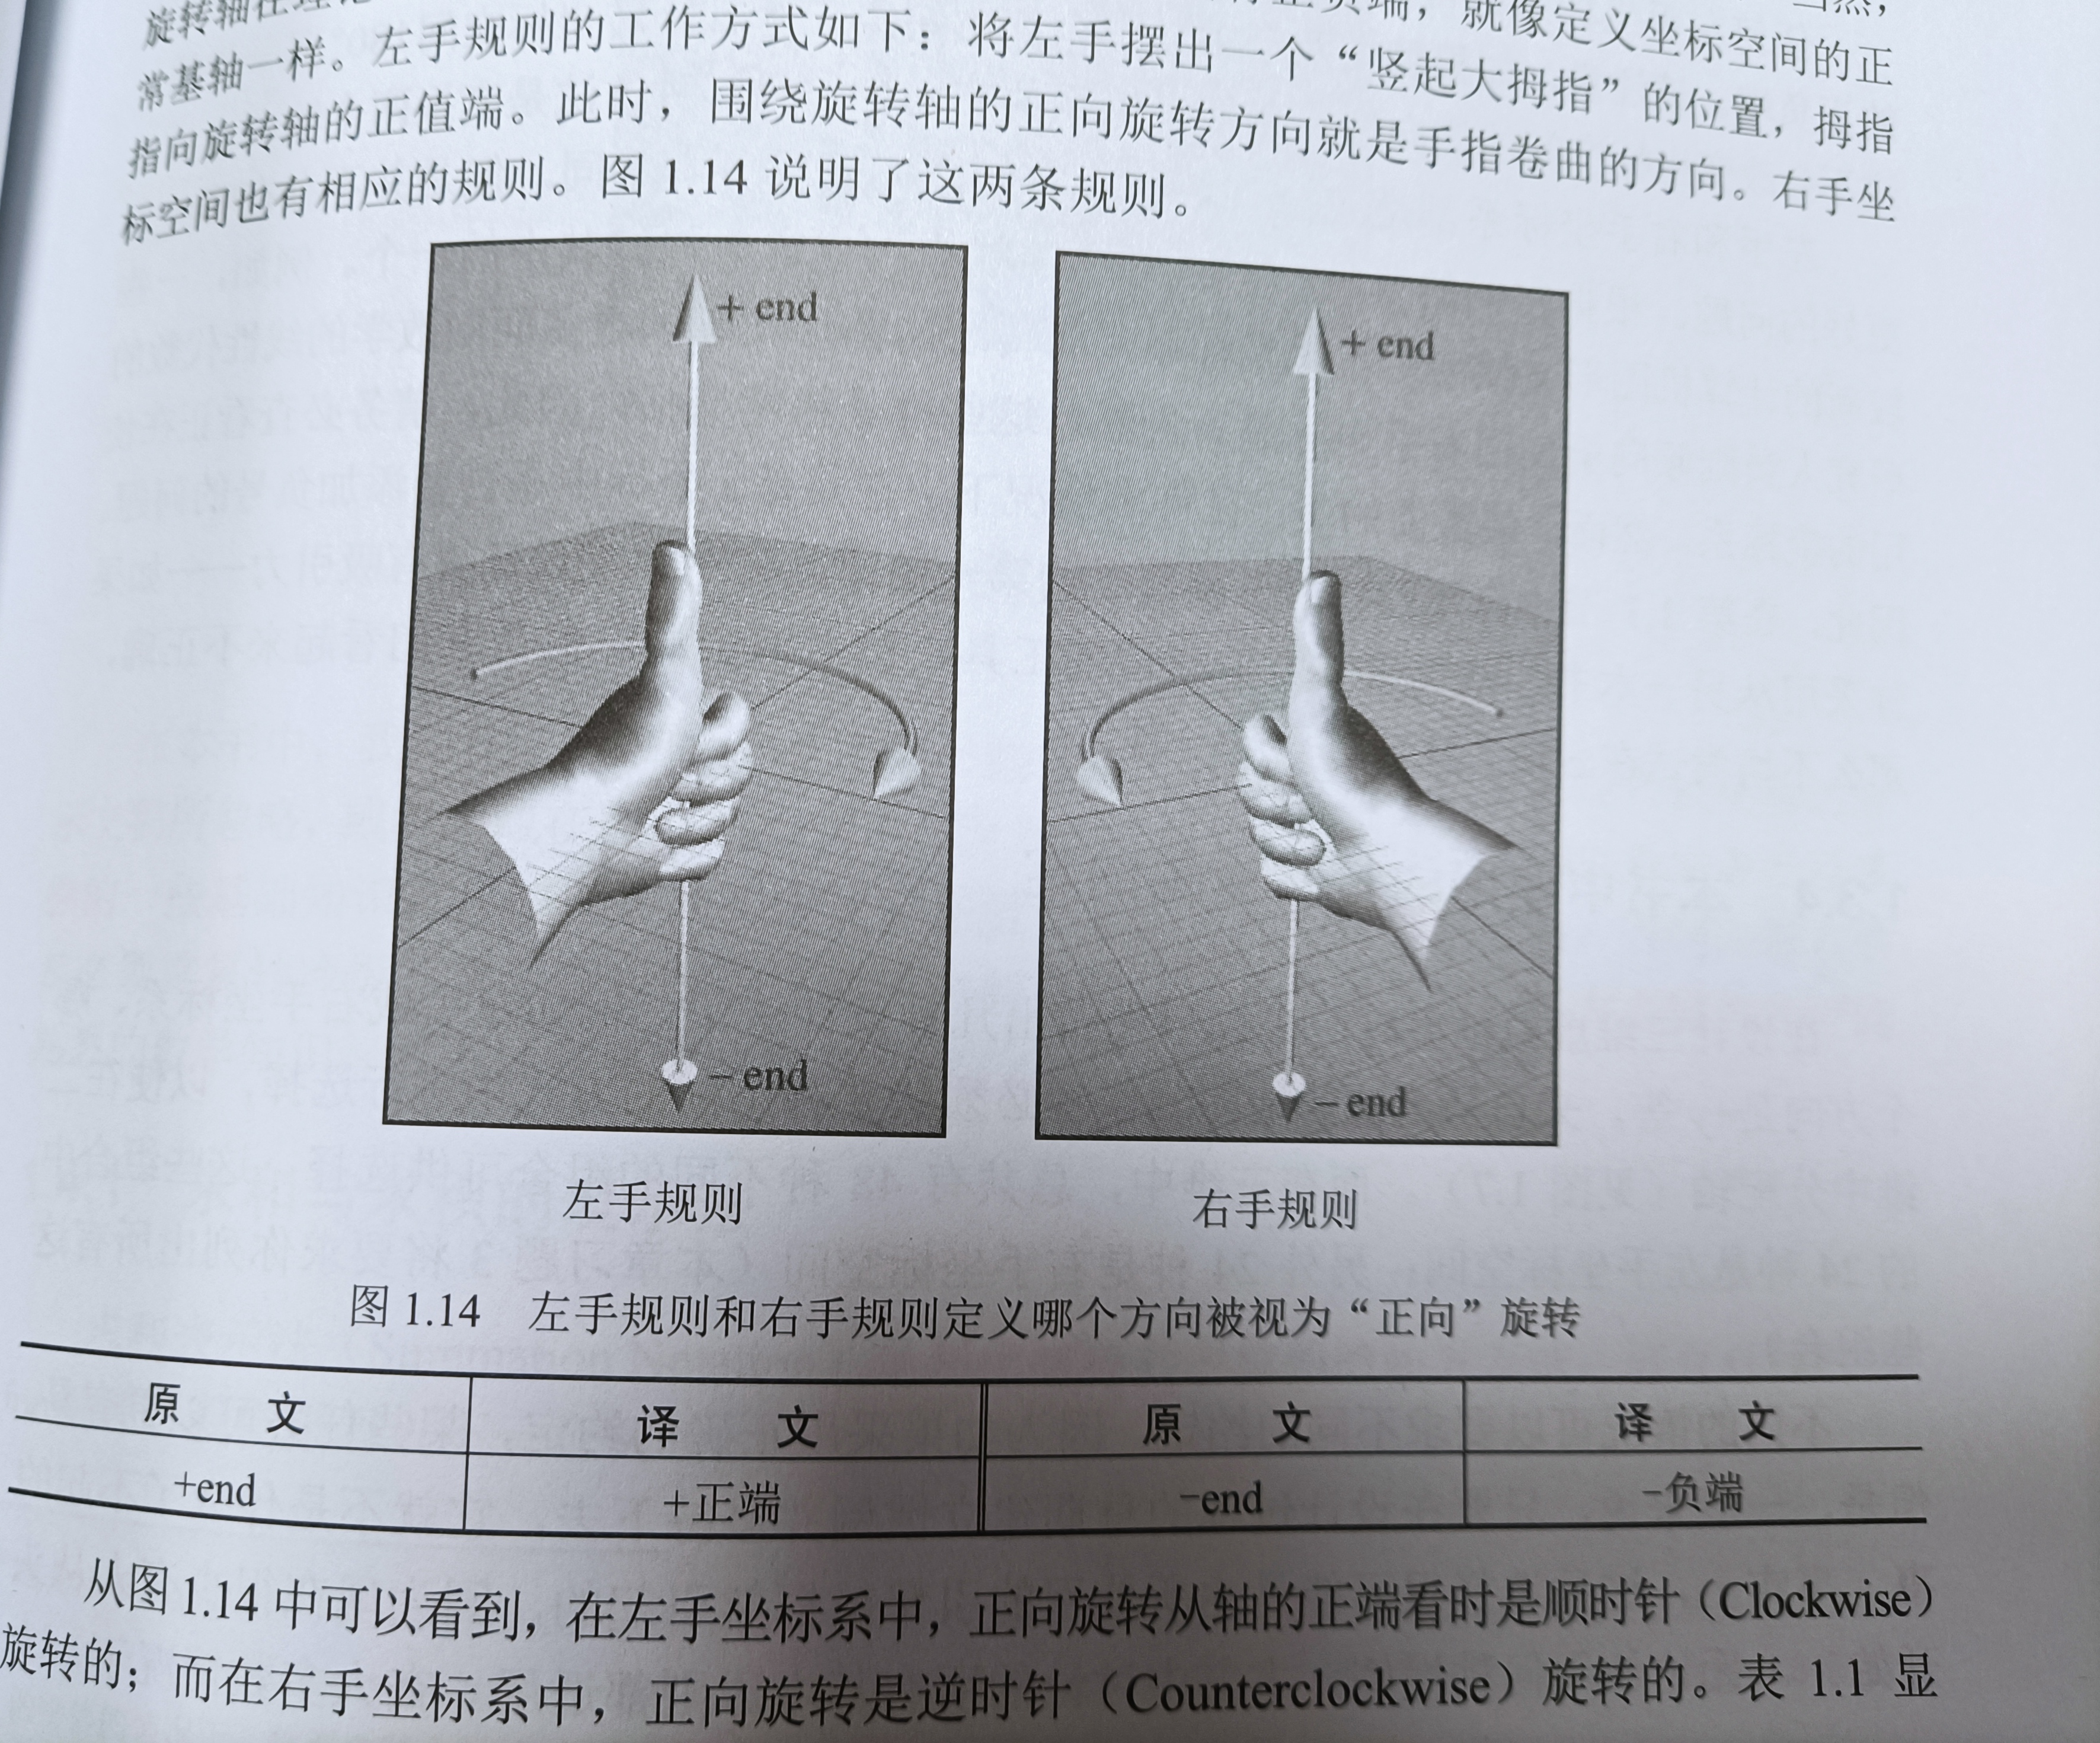 旋转轴在理论
正负端，就像定义坐标空间的正
常基轴一样。左手规则的工作方式如下：将左手摆出一个“竖起大拇指”的位置，拇指
指向旋转轴的正值端。此时，围绕旋转轴的正向旋转方向就是手指卷曲的方向。右手坐
标空间也有相应的规则。图 1.14 说明了这两条规则。
+ end
+ end
– end
– end
左手规则
右手规则
图 1.14 左手规则和右手规则定义哪个方向被视为“正向”旋转
原 文 译 文 原 文 译 文
+end +正端 -end -负端
从图 1.14 中可以看到，在左手坐标系中，正向旋转从轴的正端看时是顺时针（Clockwise）
旋转的；而在右手坐标系中，正向旋转是逆时针（Counterclockwise）旋转的。表 1.1 显